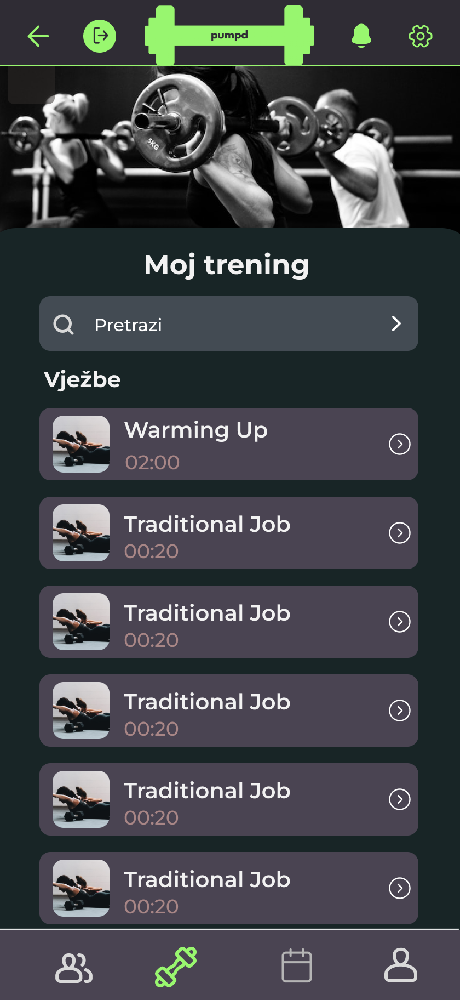 pumpd
5KG
Moj trening
Pretrazi
Vježbe
Warming Up
02:00
Traditional Job
00:20
Traditional Job
00:20
Traditional Job
00:20
Traditional Job
00:20
Traditional Job
00:20